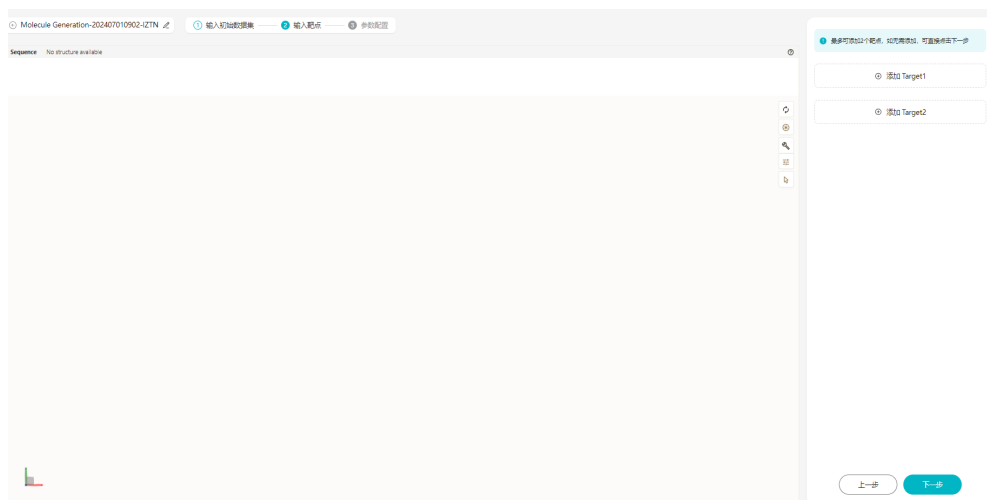 Molecule Generation-202407010902-IZTN
1 输入初始数据集 2 输入靶点 3 参数配置
Sequence No structure available
最多可添加2个靶点，如无需添加，可直接点击下一步
添加 Target1
添加 Target2
上一步 下一步